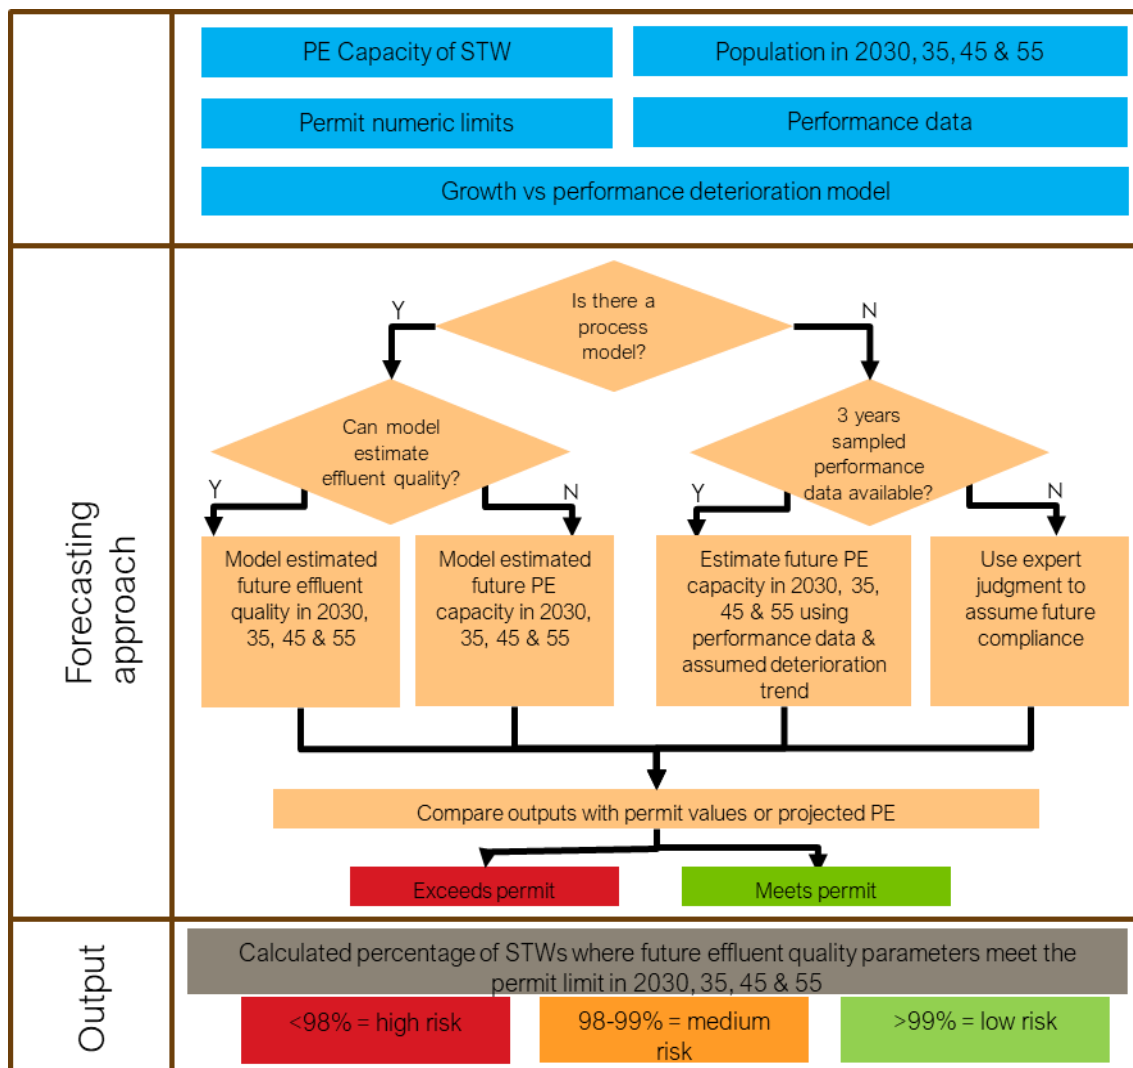 PE Capacity of STW
Population in 2030, 35, 45 & 55
Permit numeric limits
Performance data
Growth vs performance deterioration model
Forecasting
approach
Is there a
process
model?
Y
N
Can model
estimate
effluent quality?
3 years
sampled
performance
data available?
Y
N
Y
N
Model estimated
future effluent
quality in 2030,
35, 45 & 55
Model estimated
future PE
capacity in 2030,
35, 45 & 55
Estimate future PE
capacity in 2030, 35,
45 & 55 using
performance data &
assumed deterioration
trend
Use expert
judgment to
assume future
compliance
Compare outputs with permit values or projected PE
Exceeds permit
Meets permit
Output
Calculated percentage of STWs where future effluent quality parameters meet the
permit limit in 2030, 35, 45 & 55
<98% = high risk
98-99% = medium
risk
>99% = low risk